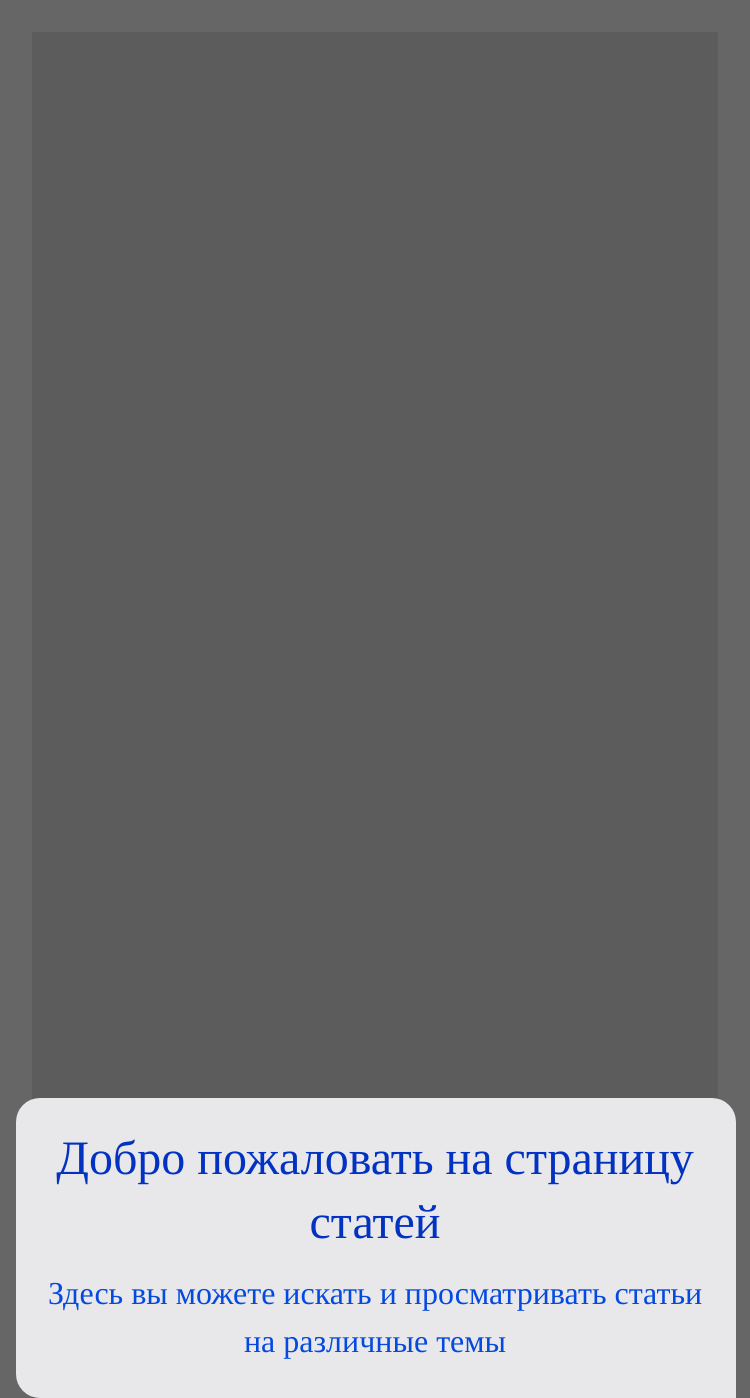 Добро пожаловать на страницу
статей
Здесь вы можете искать и просматривать статьи
на различные темы